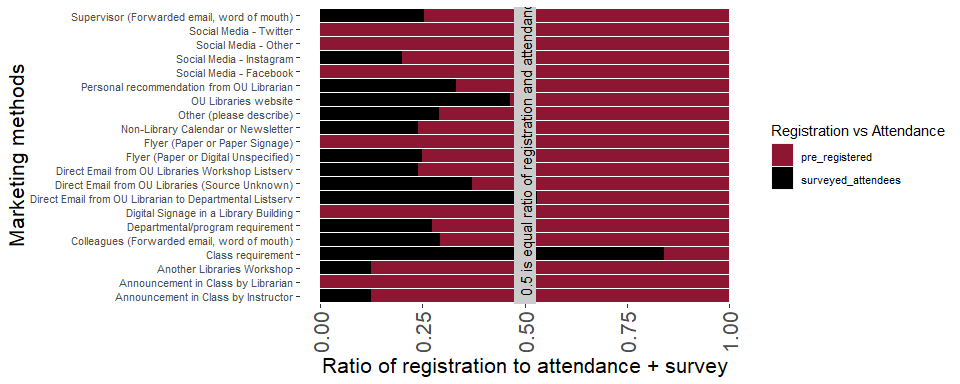 Supervisor (Forwarded email, word of mouth)
Social Media - Twitter
Social Media - Other
Social Media - Instagram
Social Media - Facebook
Personal recommendation from OU Librarian
OU Libraries website
Other (please describe)
Non-Library Calendar or Newsletter
Flyer (Paper or Paper Signage)
Flyer (Paper or Digital Unspecified)
Direct Email from OU Libraries Workshop Listserv
Direct Email from OU Libraries (Source Unknown)
Direct Email from OU Librarian to Departmental Listserv
Digital Signage in a Library Building
Departmental/program requirement
Colleagues (Forwarded email, word of mouth)
Class requirement
Another Libraries Workshop
Announcement in Class by Librarian
Announcement in Class by Instructor
Marketing methods
0.5 is equal ratio of registration and attendanc
0.00
0.25
0.50
0.75
1.00
Ratio of registration to attendance + survey
Registration vs Attendance
pre_registered
surveyed_attendees